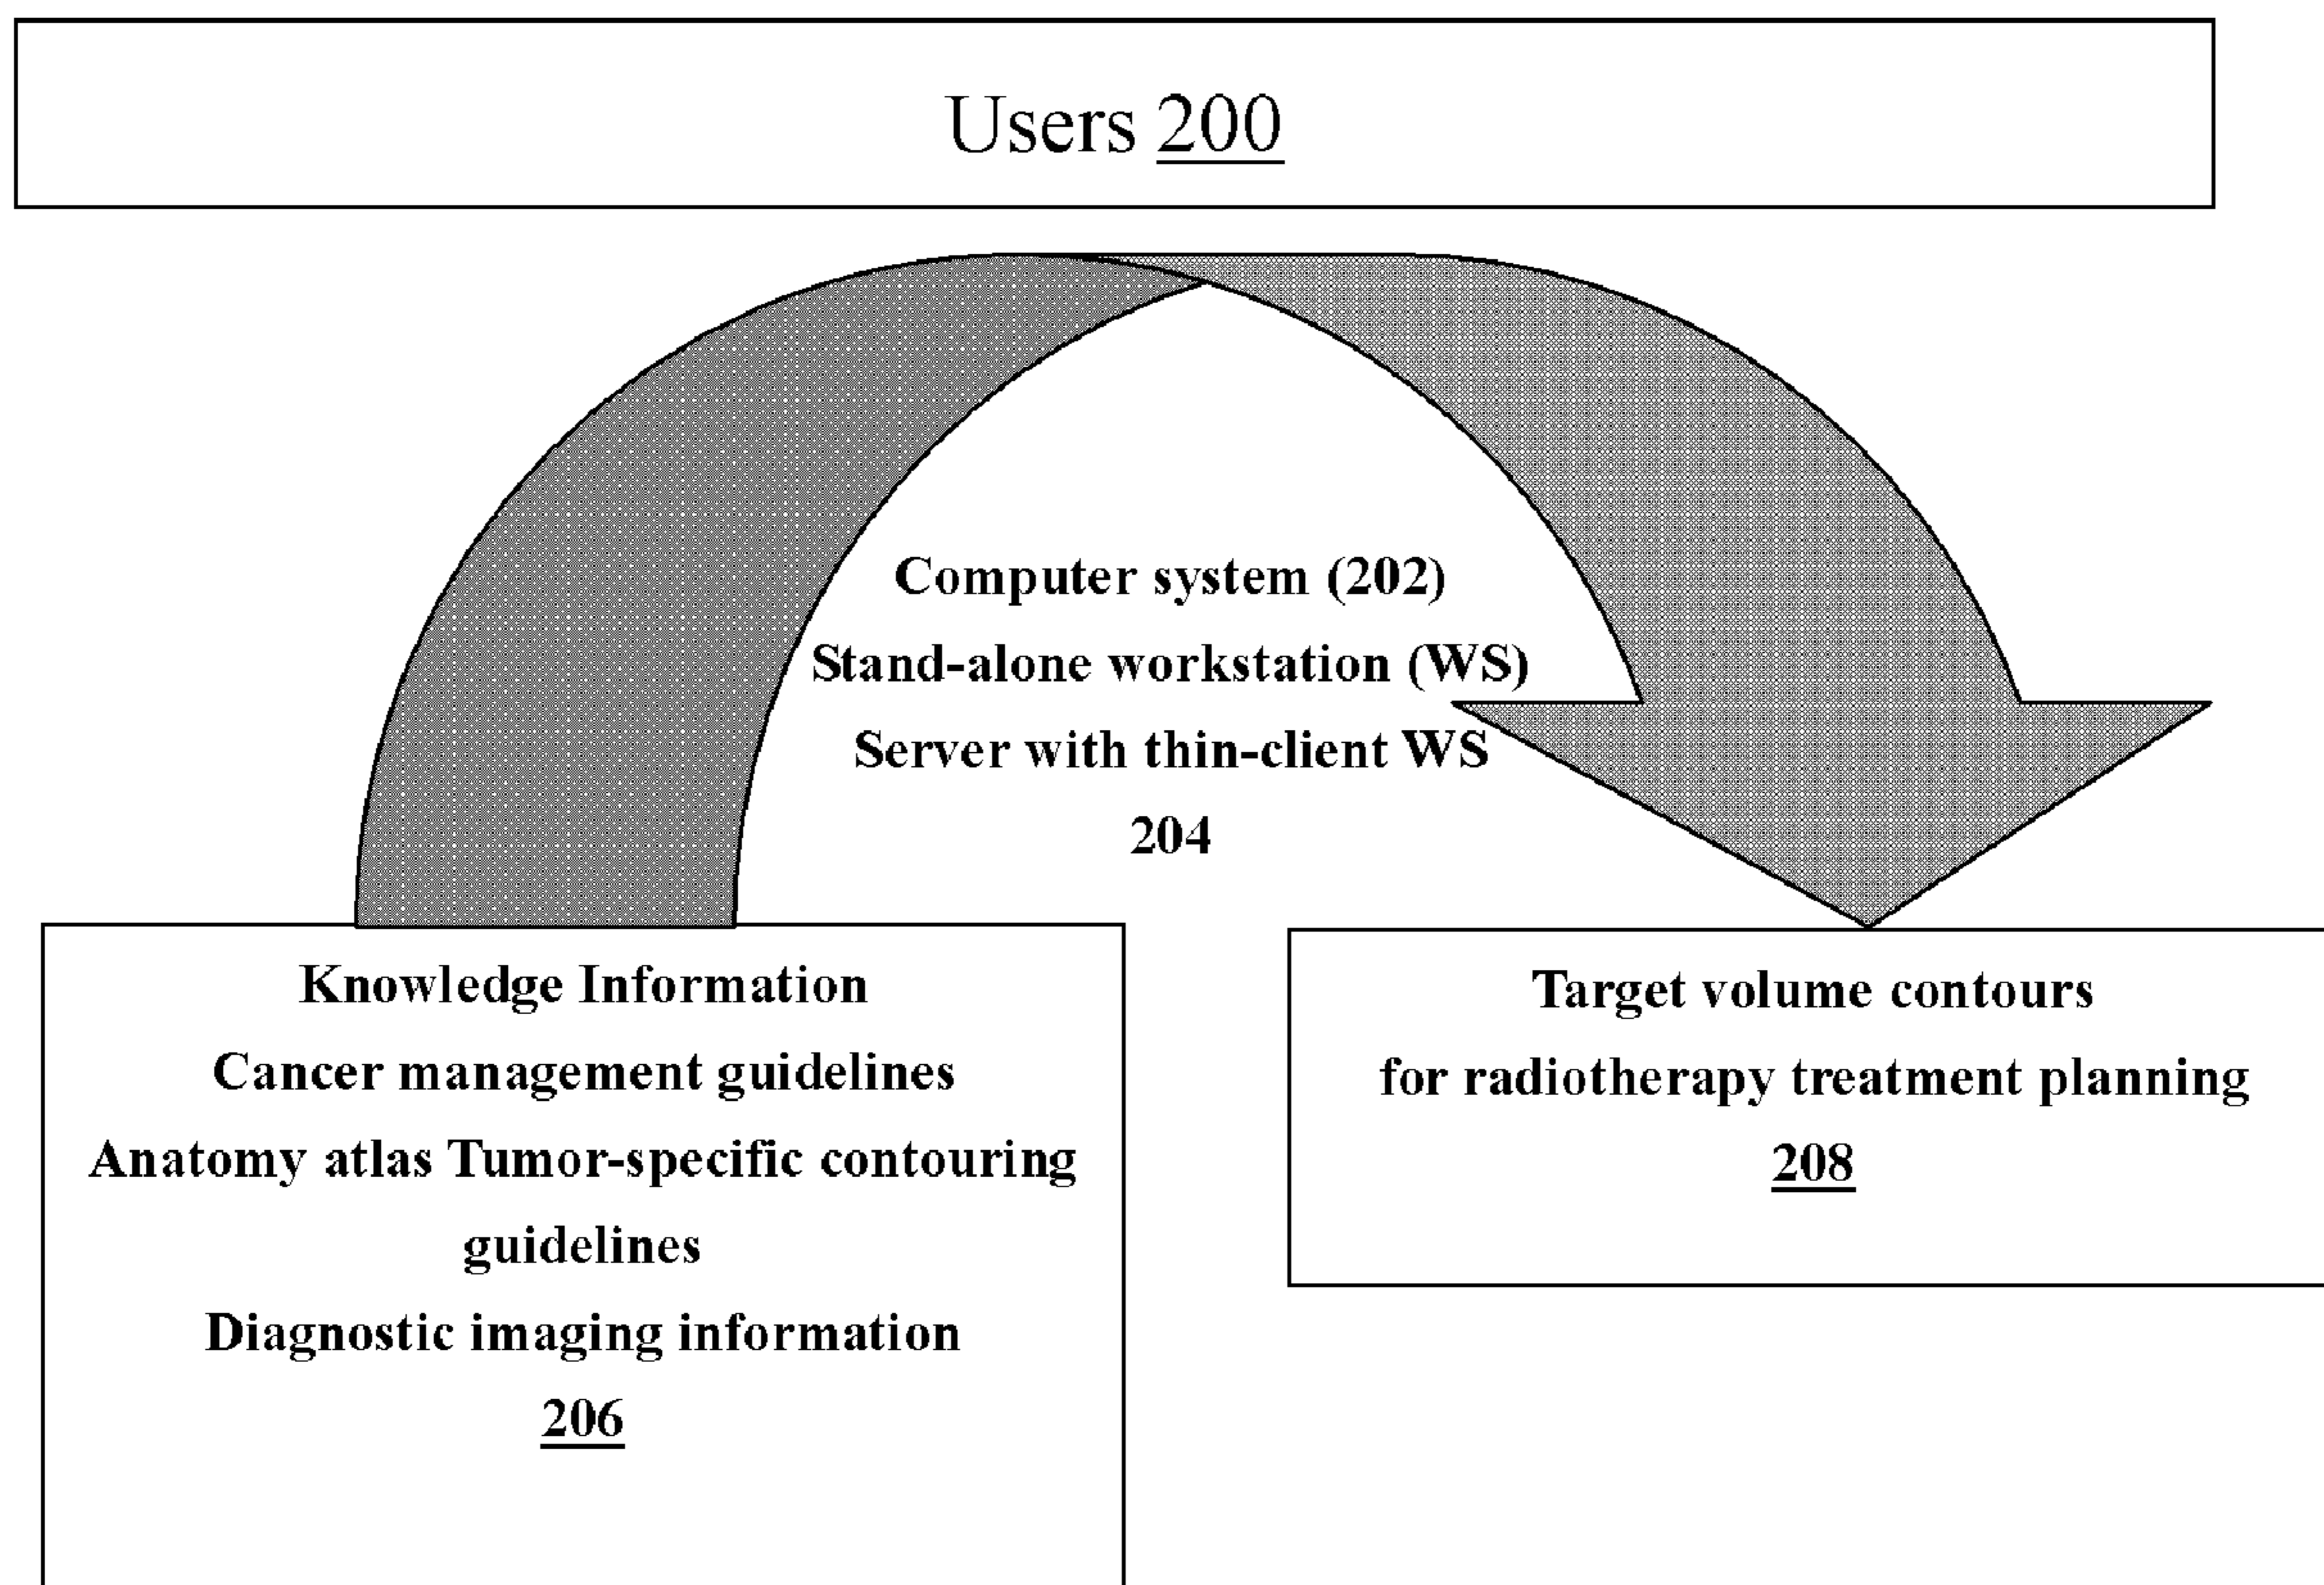 Users 200
Computer system (202)
Stand-alone workstation (WS)
Server with thin-client WS
204
Knowledge Information
Cancer management guidelines
Anatomy atlas Tumor-specific contouring
guidelines
Diagnostic imaging information
206
Target volume contours
for radiotherapy treatment planning
208